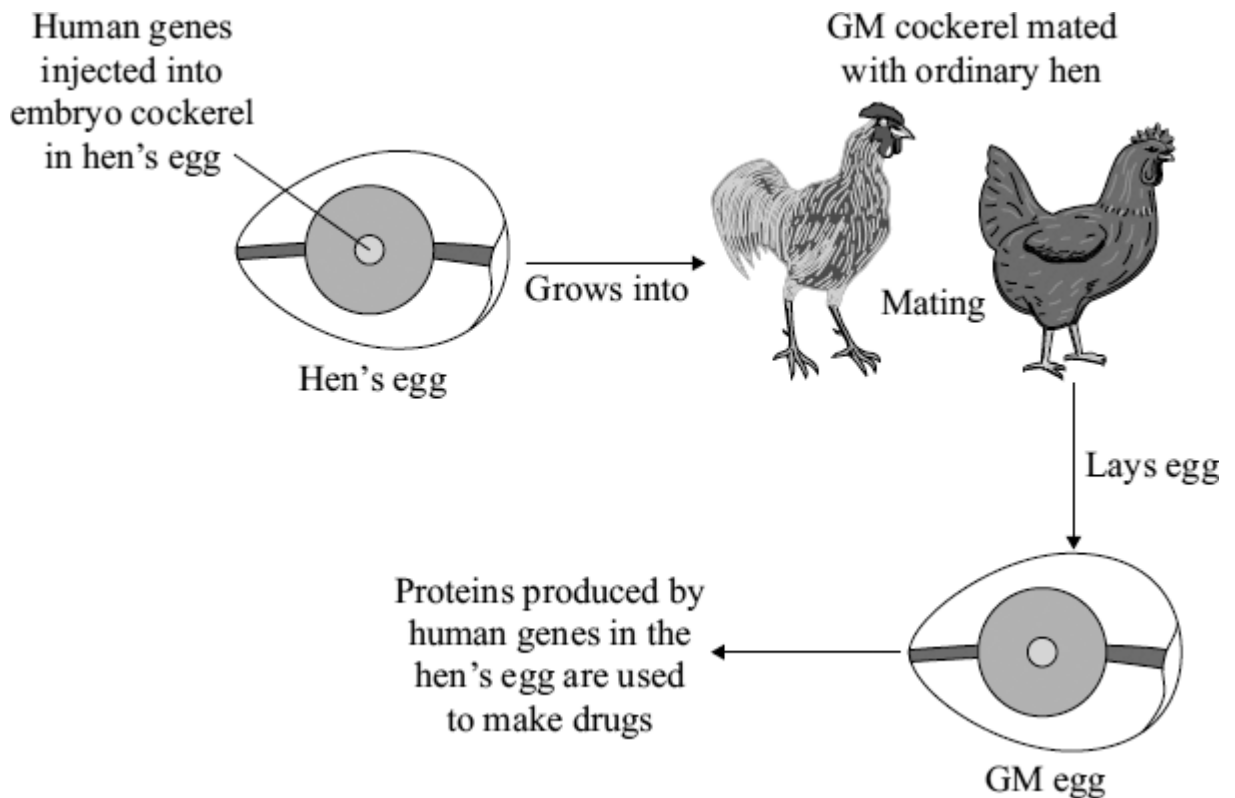 Human genes
injected into
embryo cockerel
in hen's egg
GM cockerel mated
with ordinary hen
Grows into
Mating
Hen's egg
Lays egg
Proteins produced by
human genes in the
hen's egg are used
to make drugs
GM egg